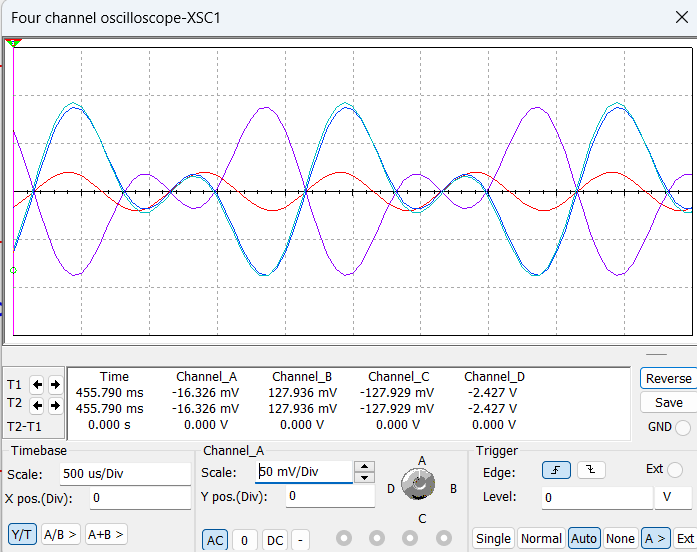 Four channel oscilloscope-XSC1
Time Channel_A Channel_B Channel_C Channel_D
T1 455.790 ms -16.326 mV 127.936 mV -127.929 mV -2.427 V
T2 455.790 ms -16.326 mV 127.936 mV -127.929 mV -2.427 V
T2-T1 0.000 s 0.000 V 0.000 V 0.000 V 0.000 V
Reverse
Save
GND
Timebase
Scale: 500 us/Div
X pos.(Div): 0
Y/T A/B > A+B >
Channel_A
Scale: 50 mV/Div
Y pos.(Div): 0
AC 0 DC -
A
D B
C
Trigger
Edge: Ext
Level: 0 V
Single Normal Auto None A > Ext